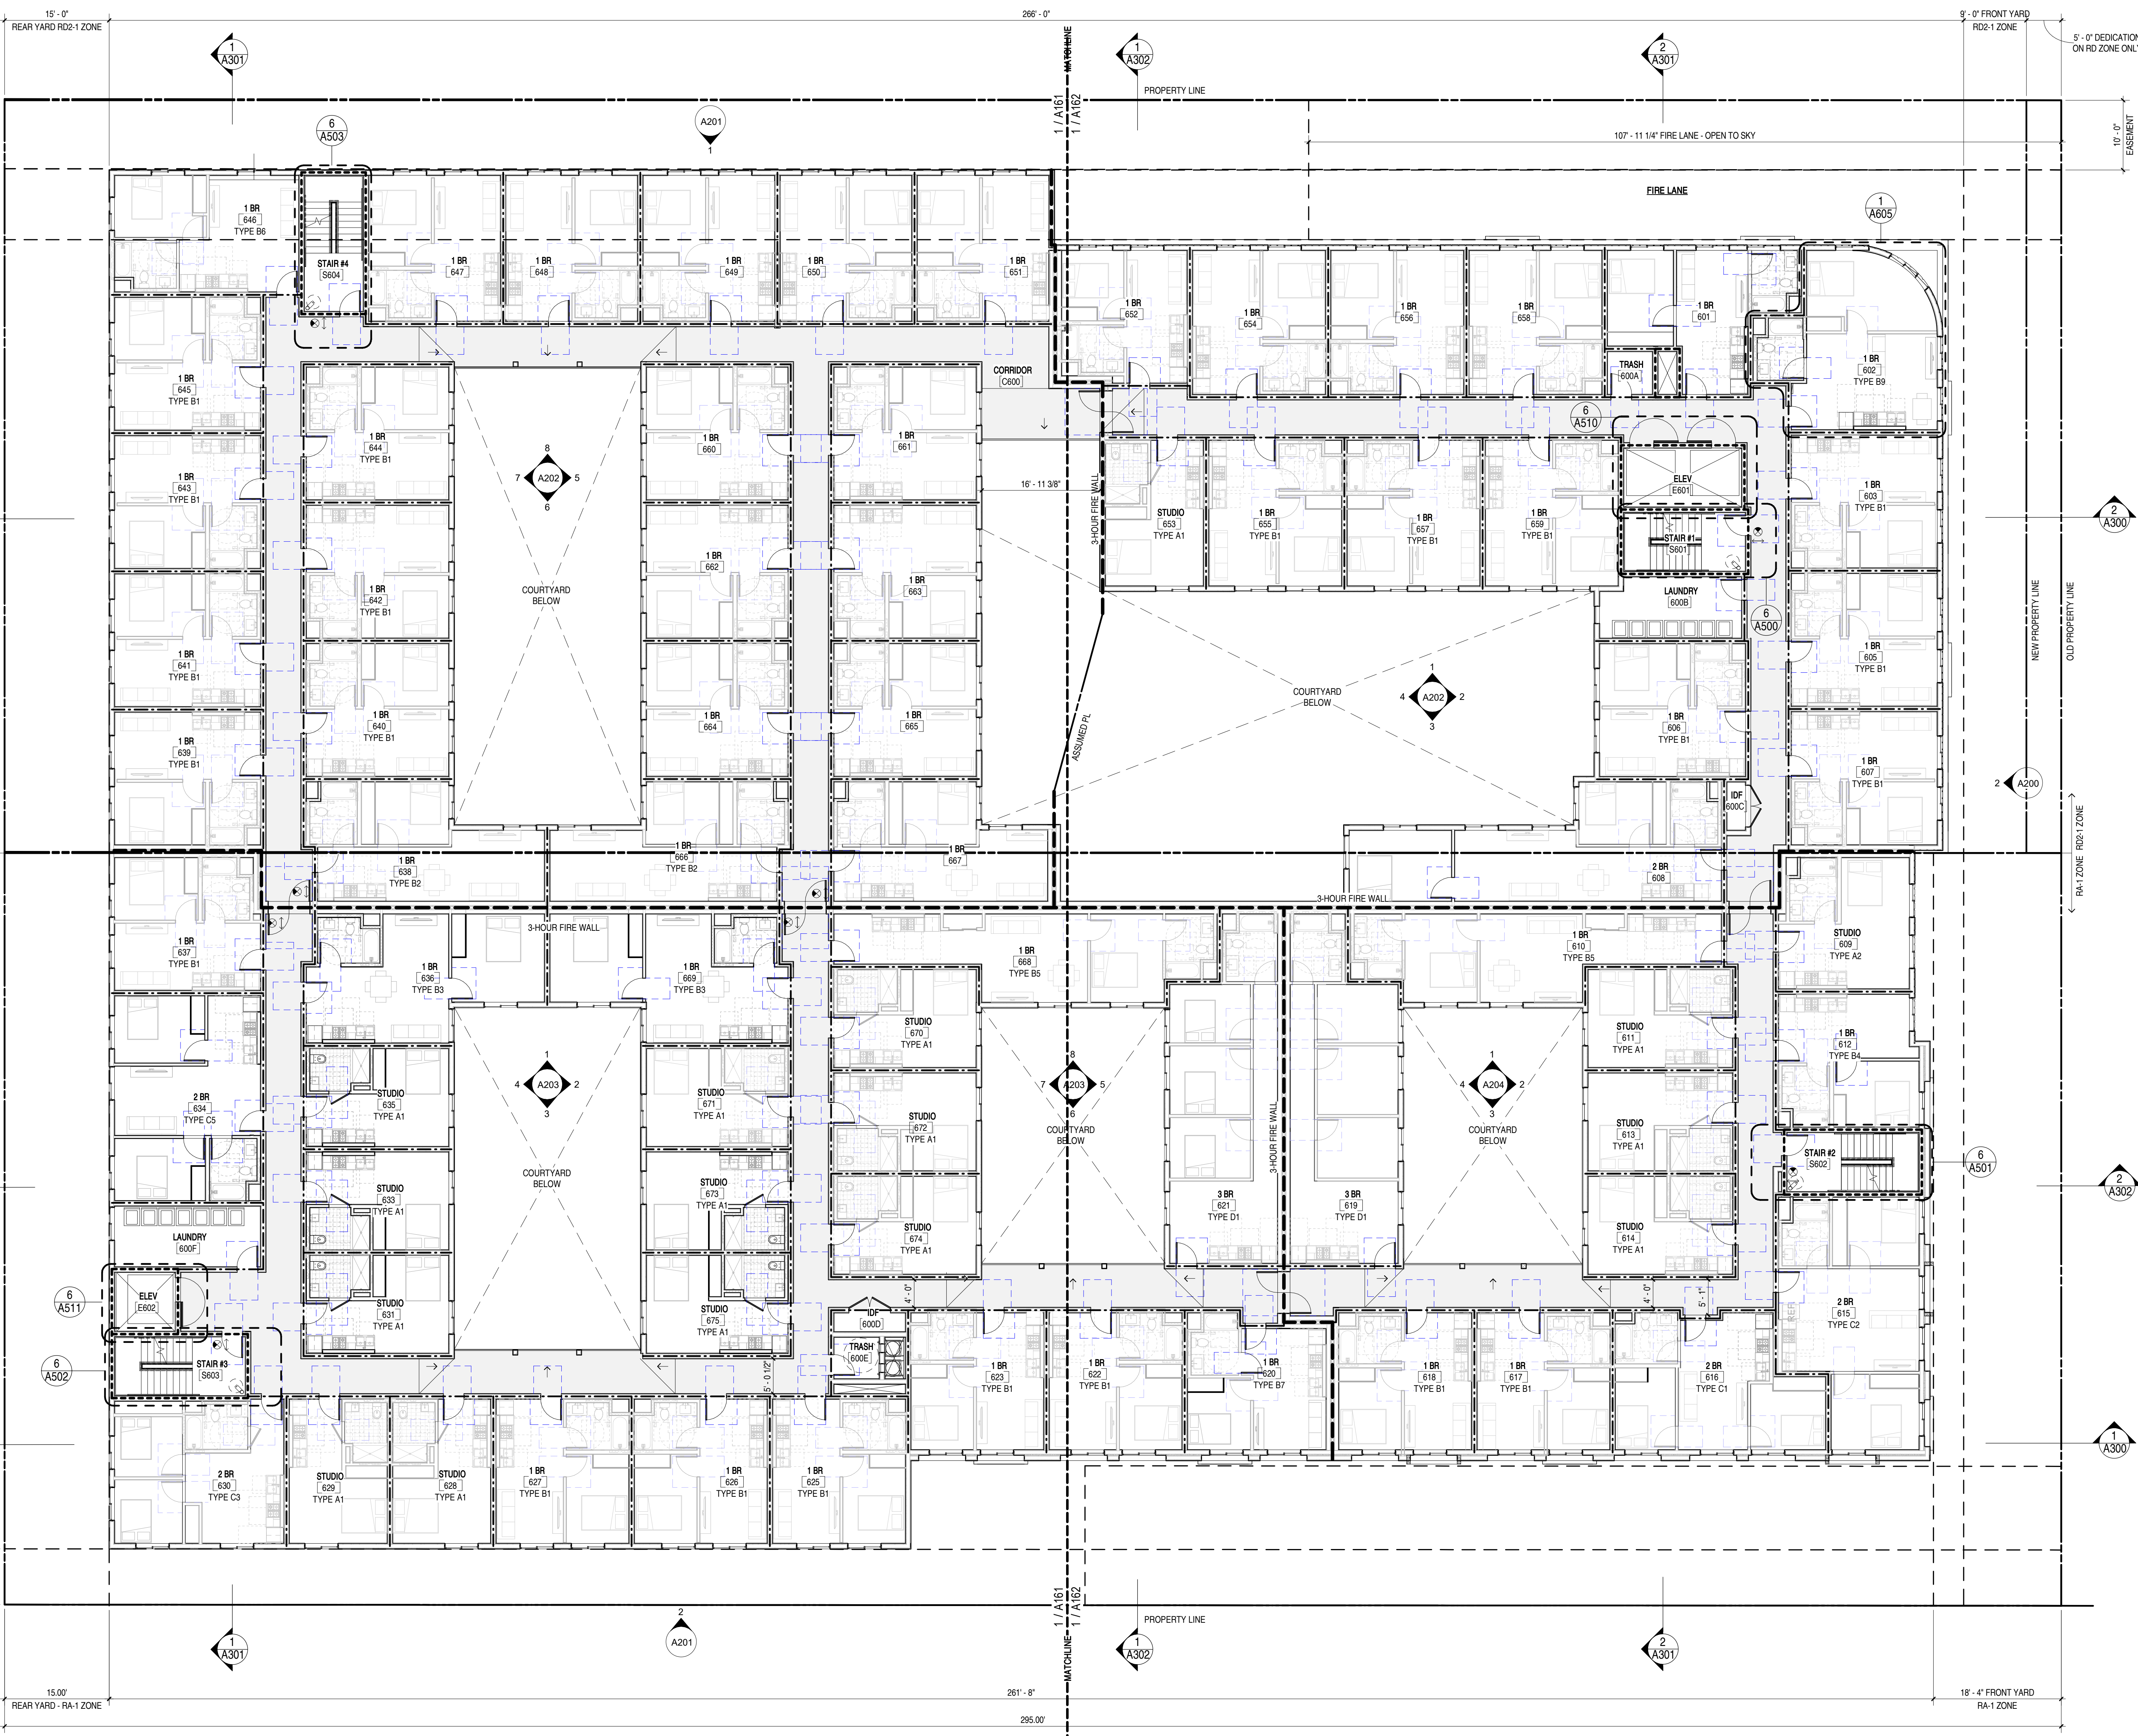 15' - 0"
REAR YARD RD2-1 ZONE
266' - 0"
9' - 0" FRONT YARD
RD2-1 ZONE
5' - 0" DEDICATION
ON RD ZONE ONLY
1
A301
MATCHLINE
1
A302
2
A301
PROPERTY LINE
1 / A161
1 / A162
6
A503
A201
1
107' - 11 1/4" FIRE LANE - OPEN TO SKY
10' - 0"
EASEMENT
FIRE LANE
1
A605
1 BR
646
TYPE B6
STAIR #4
S604
1 BR
647
1 BR
648
1 BR
649
1 BR
650
1 BR
651
1 BR
652
1 BR
654
1 BR
656
1 BR
658
1 BR
601
1 BR
602
TYPE B9
TRASH
600A
CORRIDOR
C600
1 BR
645
TYPE B1
6
A510
1 BR
644
TYPE B1
1 BR
660
1 BR
661
8
7
A202
5
6
1 BR
643
TYPE B1
16' - 11 3/8"
3-HOUR FIRE WALL
ELEV
E601
1 BR
603
TYPE B1
STUDIO
653
TYPE A1
1 BR
655
TYPE B1
1 BR
657
TYPE B1
1 BR
659
TYPE B1
STAIR #1
S601
2
A300
1 BR
662
1 BR
663
1 BR
642
TYPE B1
COURTYARD
BELOW
LAUNDRY
600B
6
A500
NEW PROPERTY LINE
OLD PROPERTY LINE
1 BR
641
TYPE B1
1 BR
605
TYPE B1
COURTYARD
BELOW
1
4
A202
2
3
1 BR
640
TYPE B1
1 BR
664
1 BR
665
ASSUMED PL
1 BR
606
TYPE B1
1 BR
639
TYPE B1
1 BR
607
TYPE B1
2
A200
IDF
600C
RA-1 ZONE
RD2-1 ZONE
1 BR
638
TYPE B2
1 BR
666
TYPE B2
1 BR
667
2 BR
608
3-HOUR FIRE WALL
3-HOUR FIRE WALL
1 BR
637
TYPE B1
1 BR
636
TYPE B3
1 BR
669
TYPE B3
1 BR
668
TYPE B5
1 BR
610
TYPE B5
STUDIO
609
TYPE A2
STUDIO
670
TYPE A1
STUDIO
611
TYPE A1
1 BR
612
TYPE B4
1
4
A203
2
3
8
7
A203
5
6
1
4
A204
2
3
2 BR
634
TYPE C5
STUDIO
635
TYPE A1
STUDIO
671
TYPE A1
STUDIO
672
TYPE A1
COURTYARD
BELOW
3-HOUR FIRE WALL
COURTYARD
BELOW
STUDIO
613
TYPE A1
COURTYARD
BELOW
STAIR #2
S602
6
A501
2
A302
STUDIO
633
TYPE A1
STUDIO
673
TYPE A1
STUDIO
674
TYPE A1
3 BR
621
TYPE D1
3 BR
619
TYPE D1
STUDIO
614
TYPE A1
LAUNDRY
600F
6
A511
ELEV
E602
STUDIO
631
TYPE A1
STUDIO
675
TYPE A1
4' - 0"
4' - 0"
5' - 1"
2 BR
615
TYPE C2
REF
IDF
600D
TRASH
600E
6
A502
STAIR #3
S603
5' - 0 1/2"
1 BR
623
TYPE B1
1 BR
622
TYPE B1
1 BR
620
TYPE B7
1 BR
618
TYPE B1
1 BR
617
TYPE B1
2 BR
616
TYPE C1
1
A300
2 BR
630
TYPE C3
STUDIO
629
TYPE A1
STUDIO
628
TYPE A1
1 BR
627
TYPE B1
1 BR
626
TYPE B1
1 BR
625
TYPE B1
1 / A161
1 / A162
PROPERTY LINE
2
A201
1
A301
MATCHLINE
1
A302
2
A301
15.00'
REAR YARD - RA-1 ZONE
261' - 8"
18' - 4" FRONT YARD
RA-1 ZONE
295.00'